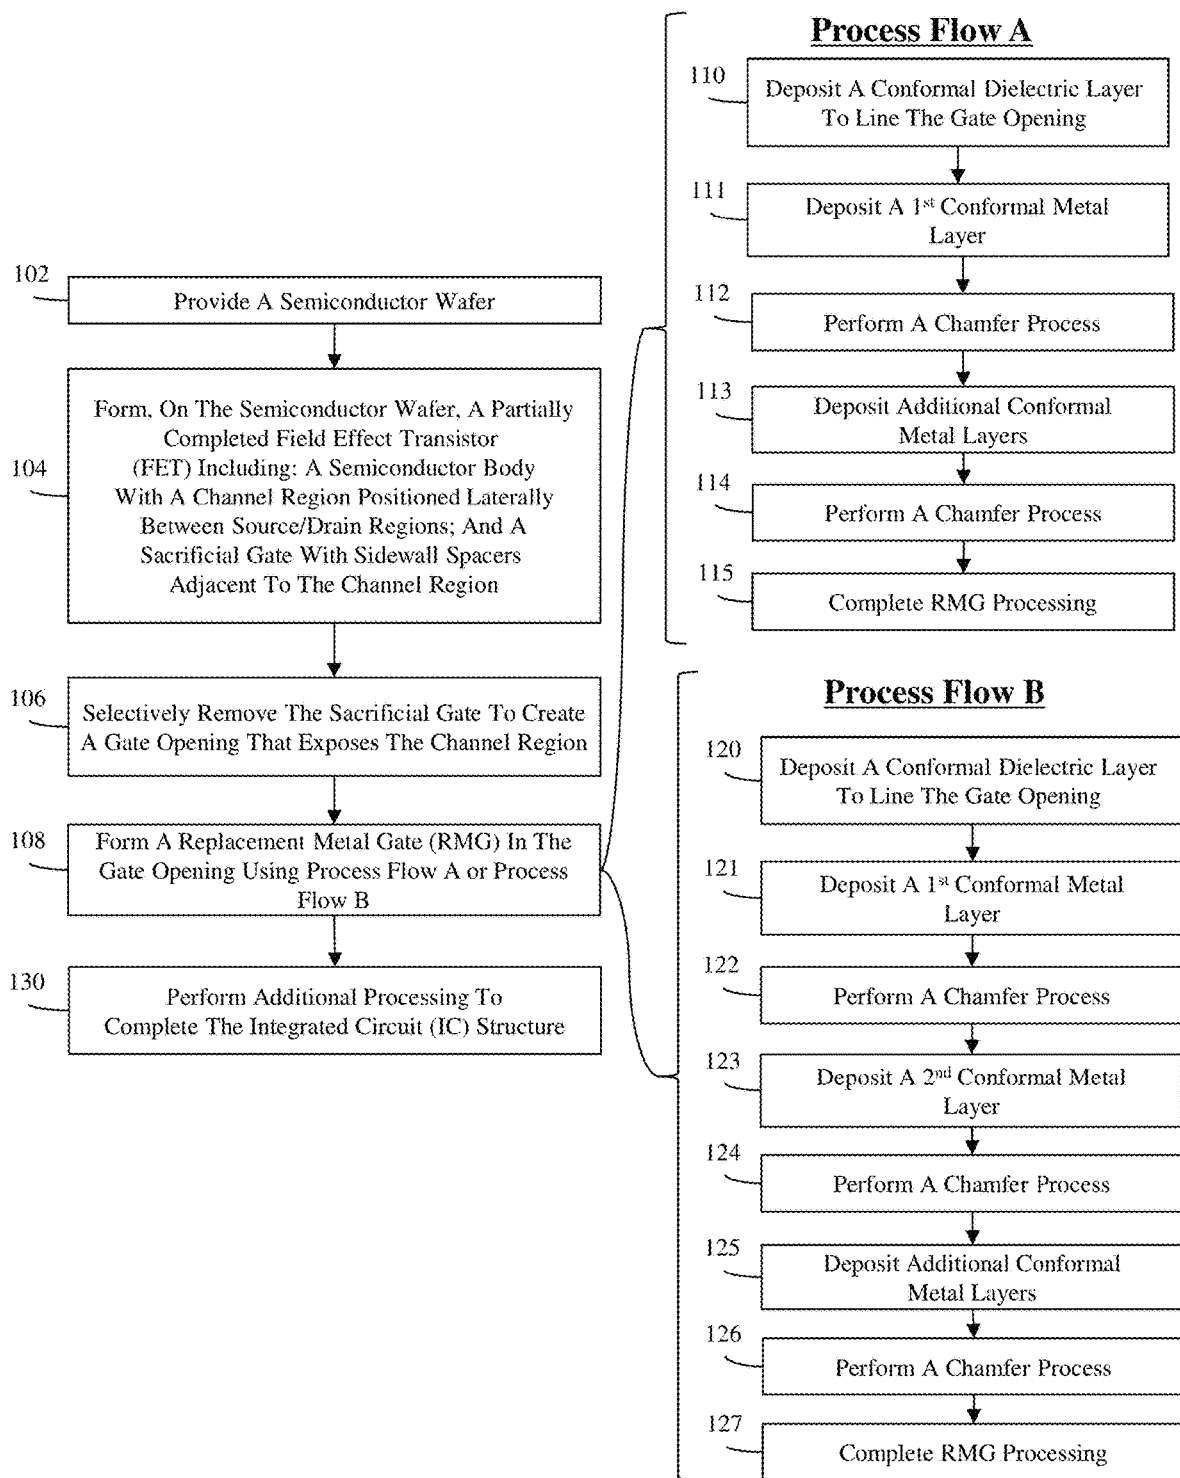 102
Provide A Semiconductor Wafer
104
Form, On The Semiconductor Wafer, A Partially
Completed Field Effect Transistor
(FET) Including: A Semiconductor Body
With A Channel Region Positioned Laterally
Between Source/Drain Regions; And A
Sacrificial Gate With Sidewall Spacers
Adjacent To The Channel Region
106
Selectively Remove The Sacrificial Gate To Create
A Gate Opening That Exposes The Channel Region
108
Form A Replacement Metal Gate (RMG) In The
Gate Opening Using Process Flow A or Process
Flow B
130
Perform Additional Processing To
Complete The Integrated Circuit (IC) Structure
Process Flow A
110
Deposit A Conformal Dielectric Layer
To Line The Gate Opening
111
Deposit A 1st Conformal Metal
Layer
112
Perform A Chamfer Process
113
Deposit Additional Conformal
Metal Layers
114
Perform A Chamfer Process
115
Complete RMG Processing
Process Flow B
120
Deposit A Conformal Dielectric Layer
To Line The Gate Opening
121
Deposit A 1st Conformal Metal
Layer
122
Perform A Chamfer Process
123
Deposit A 2nd Conformal Metal
Layer
124
Perform A Chamfer Process
125
Deposit Additional Conformal
Metal Layers
126
Perform A Chamfer Process
127
Complete RMG Processing